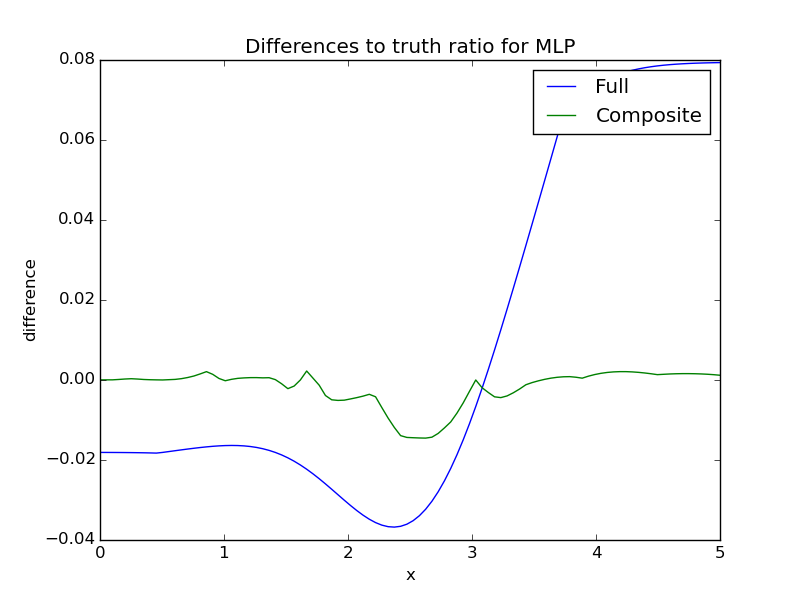 Differences to truth ratio for MLP
0.08
0.06
0.04
0.02
0.00
−0.02
−0.04
difference
Full
Composite
0 1 2 3 4 5
x